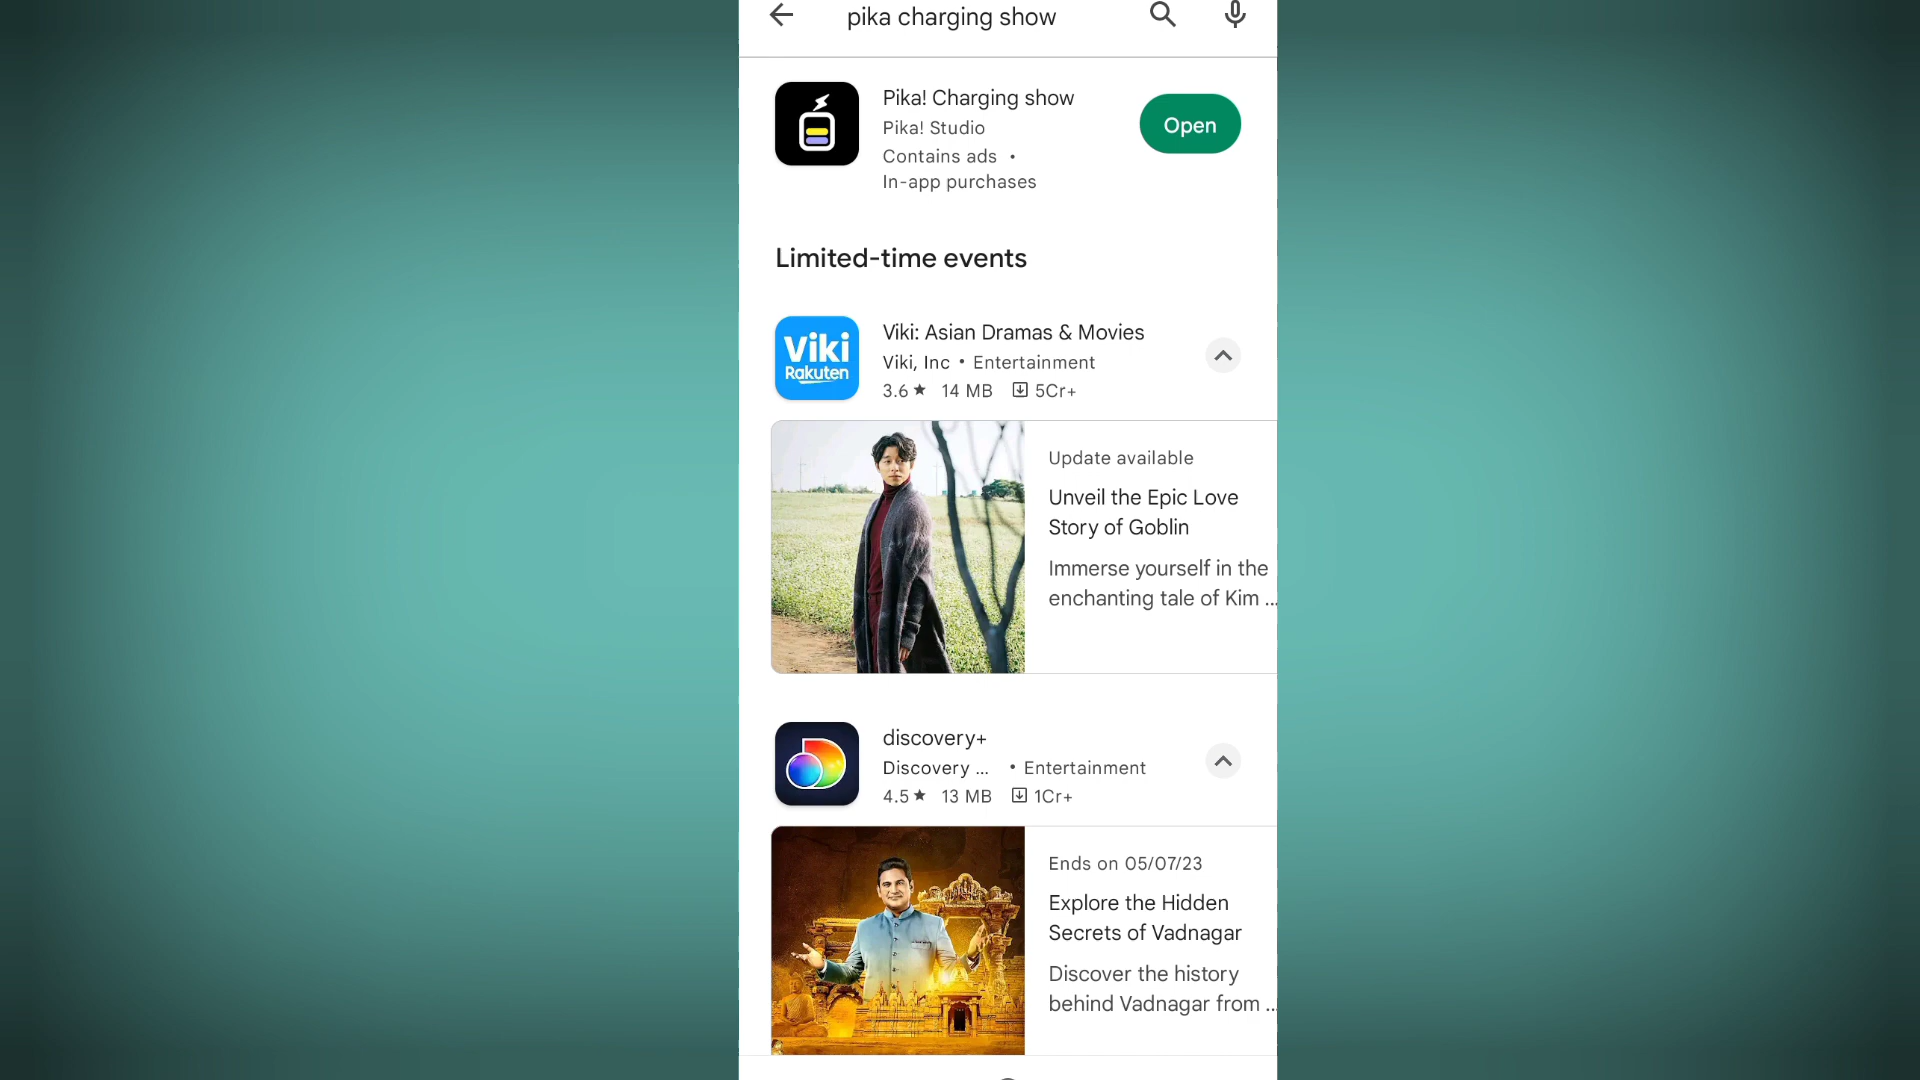 pika charging show
Pika! Charging show
Pika! Studio
Contains ads •
In-app purchases
Open
Limited-time events
Viki
Rakuten
Viki: Asian Dramas & Movies
Viki, Inc • Entertainment
3.6★ 14 MB 5Cr+
Update available
Unveil the Epic Love
Story of Goblin
Immerse yourself in the
enchanting tale of Kim ...
discovery+
Discovery ... • Entertainment
4.5★ 13 MB 1Cr+
Ends on 05/07/23
Explore the Hidden
Secrets of Vadnagar
Discover the history
behind Vadnagar from ...